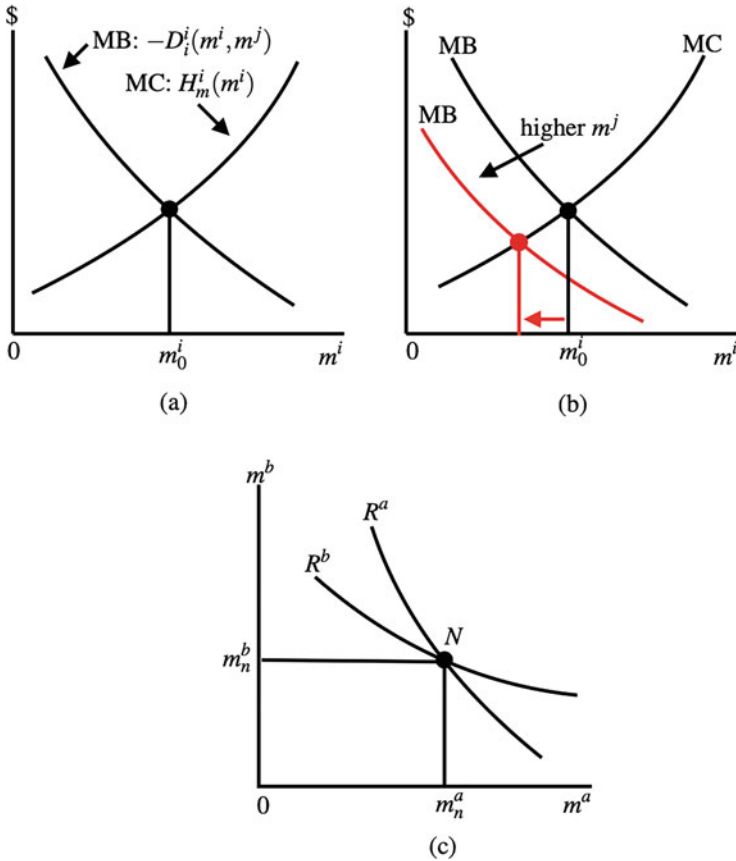 $
MB: $-D_i^i(m^i, m^j)$
MC: $H_m^i(m^i)$
0
$m_0^i$
$m^i$
(a)
$
MB
MC
MB
higher $m^j$
0
$m_0^i$
$m^i$
(b)
$m^b$
$R^a$
$R^b$
N
$m_n^b$
0
$m_n^a$
$m^a$
(c)